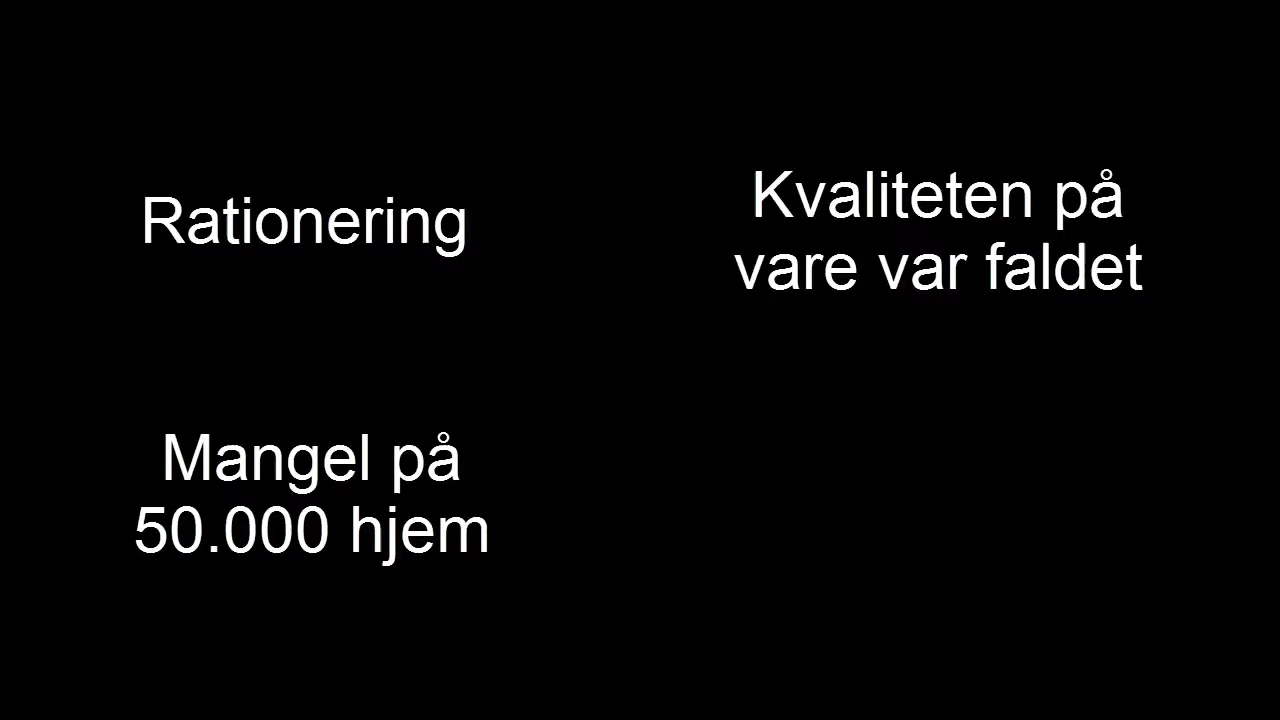 Rationering
Kvaliteten på
vare var faldet
Mangel på
50.000 hjem